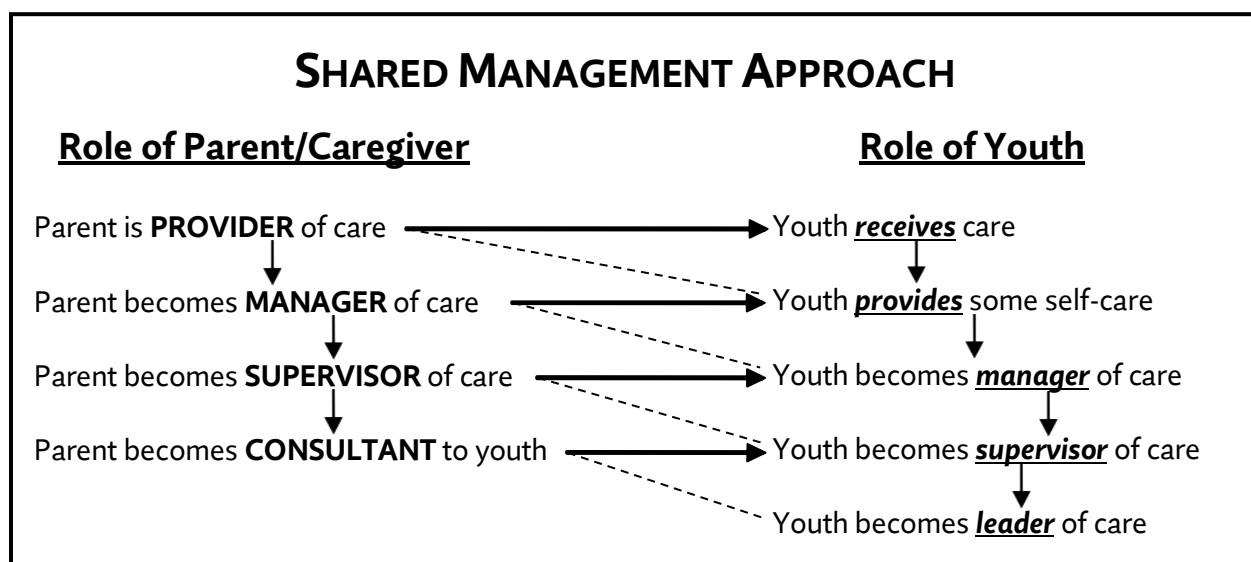 SHARED MANAGEMENT APPROACH
Role of Parent/Caregiver
Role of Youth
Parent is PROVIDER of care
Youth receives care
Parent becomes MANAGER of care
Youth provides some self-care
Parent becomes SUPERVISOR of care
Youth becomes manager of care
Parent becomes CONSULTANT to youth
Youth becomes supervisor of care
Youth becomes leader of care